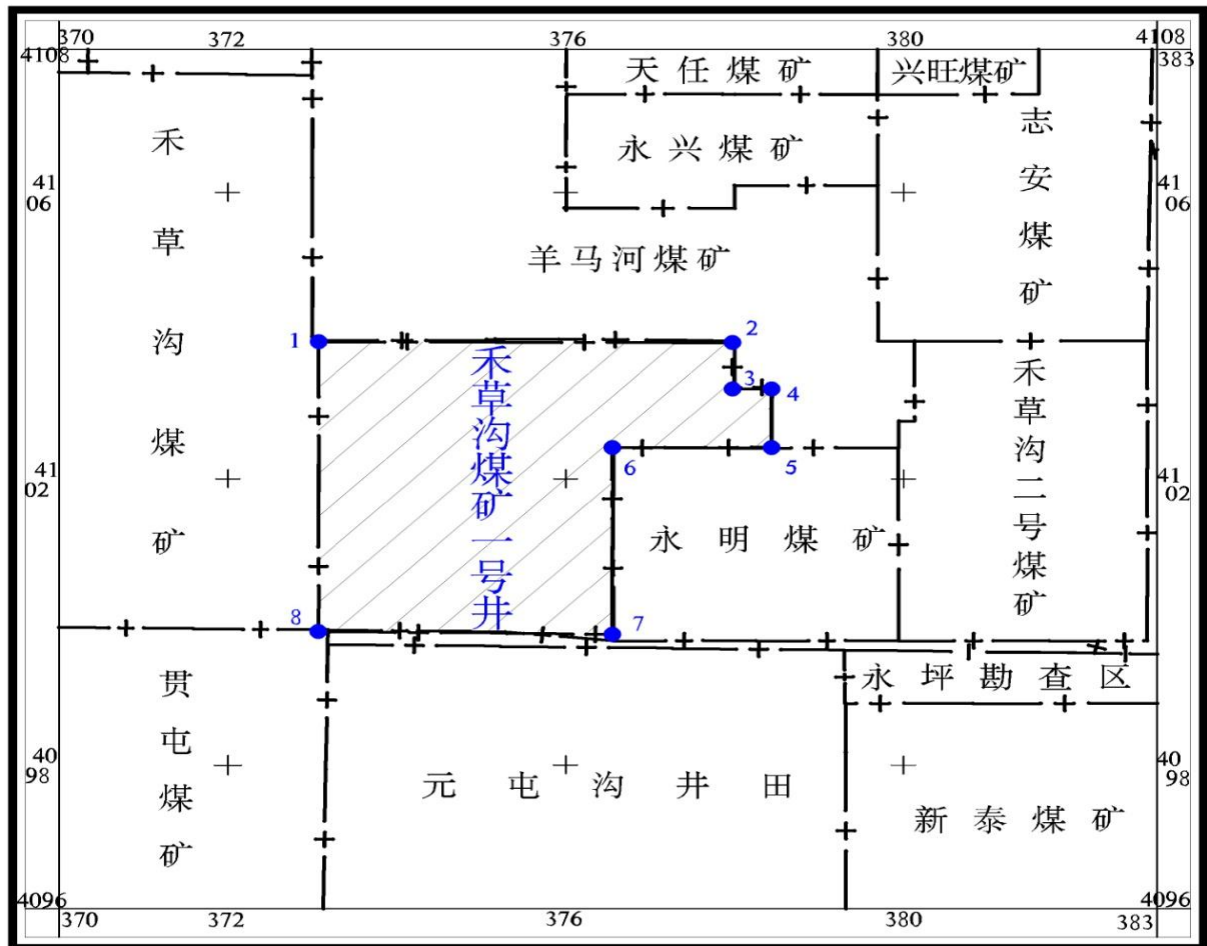 370
372
376
380
4108
4108
383
天任煤矿
兴旺煤矿
禾草沟煤矿
永兴煤矿
志安煤矿
41
06
41
06
羊马河煤矿
1
2
3
4
5
6
7
8
禾草沟煤矿一号井
禾草沟二号煤矿
41
02
41
02
永明煤矿
贯屯煤矿
永坪勘查区
40
98
40
98
元屯沟井田
新泰煤矿
4096
4096
370
372
376
380
383